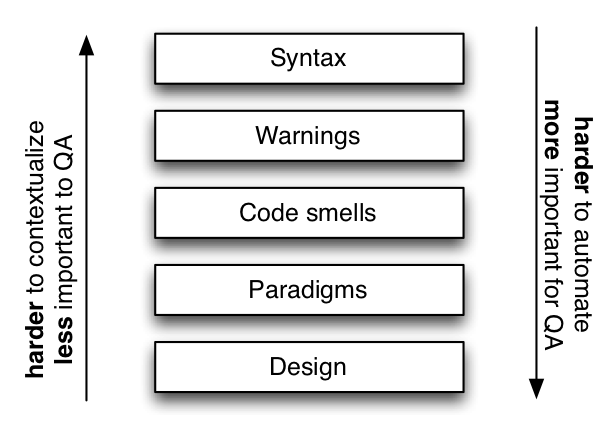 Syntax
Warnings
Code smells
Paradigms
Design
harder to contextualize
less important to QA
harder to automate
more important for QA